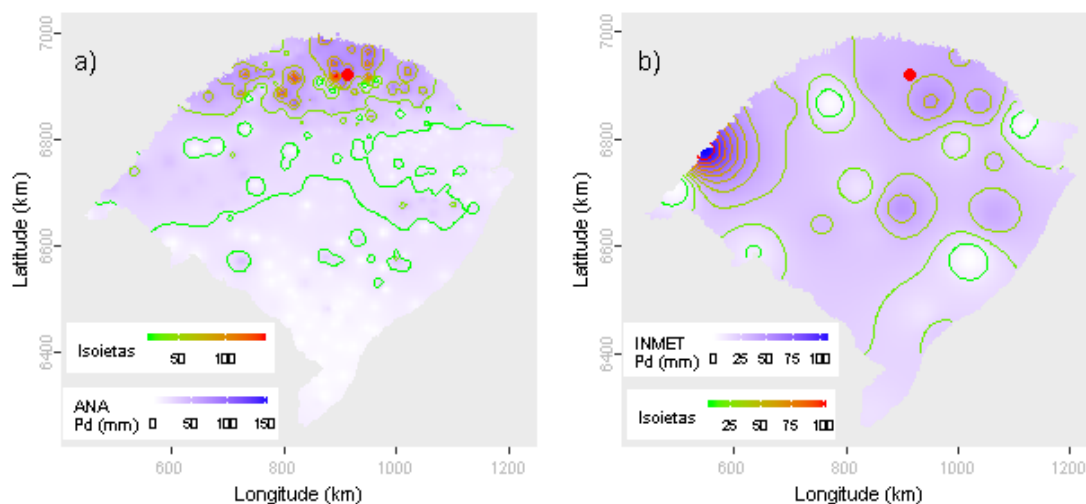 a)
7000
6800
6600
6400
Latitude (km)
Isoietas
50 100
ANA
Pd (mm) 0 50 100 150
600 800 1000 1200
Longitude (km)
b)
7000
6800
6600
6400
Latitude (km)
INMET
Pd (mm) 0 25 50 75 100
Isoietas
25 50 75 100
600 800 1000 1200
Longitude (km)